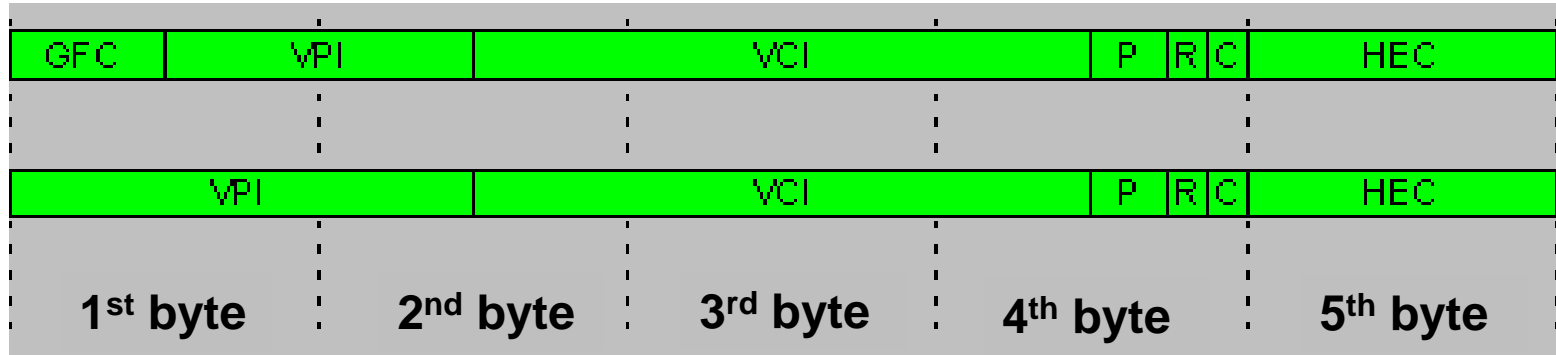 GFC VPI VCI P R C HEC
VPI VCI P R C HEC
1st byte 2nd byte 3rd byte 4th byte 5th byte